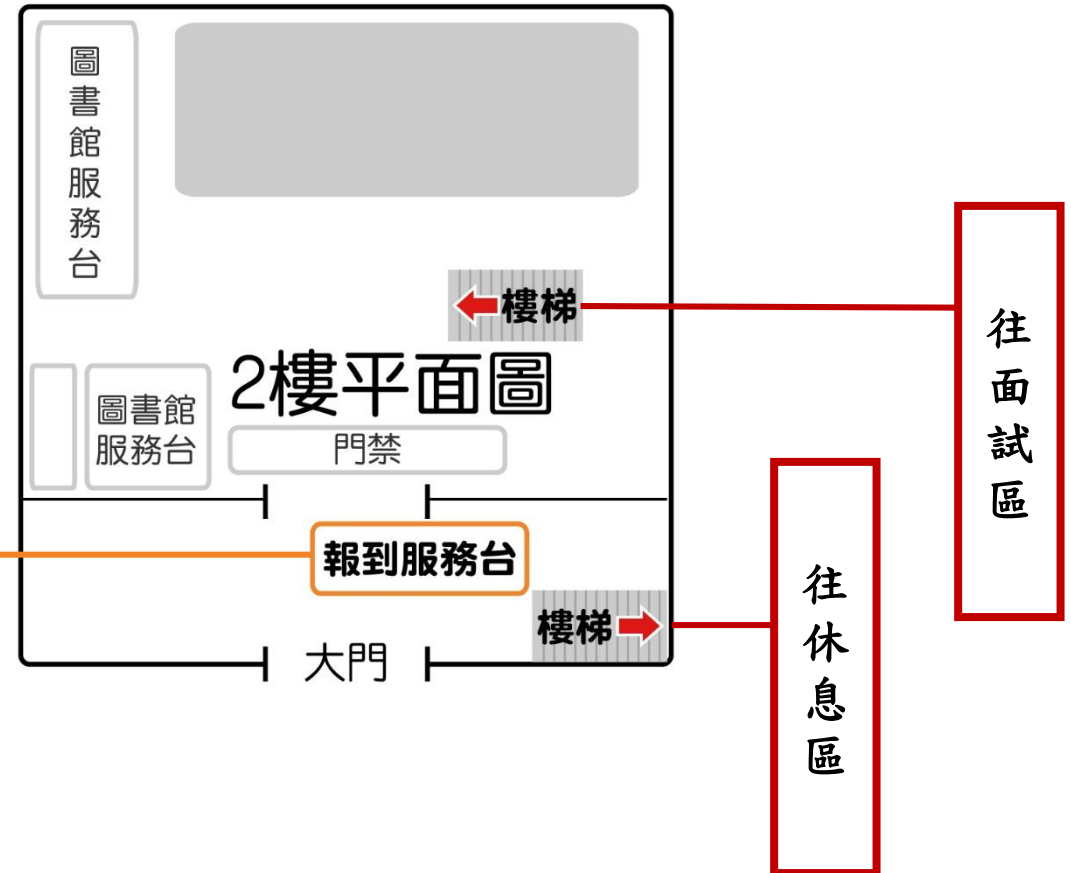 圖書館服務台
樓梯
2樓平面圖
圖書館
服務台
門禁
報到服務台
樓梯
大門
往面試區
往休息區